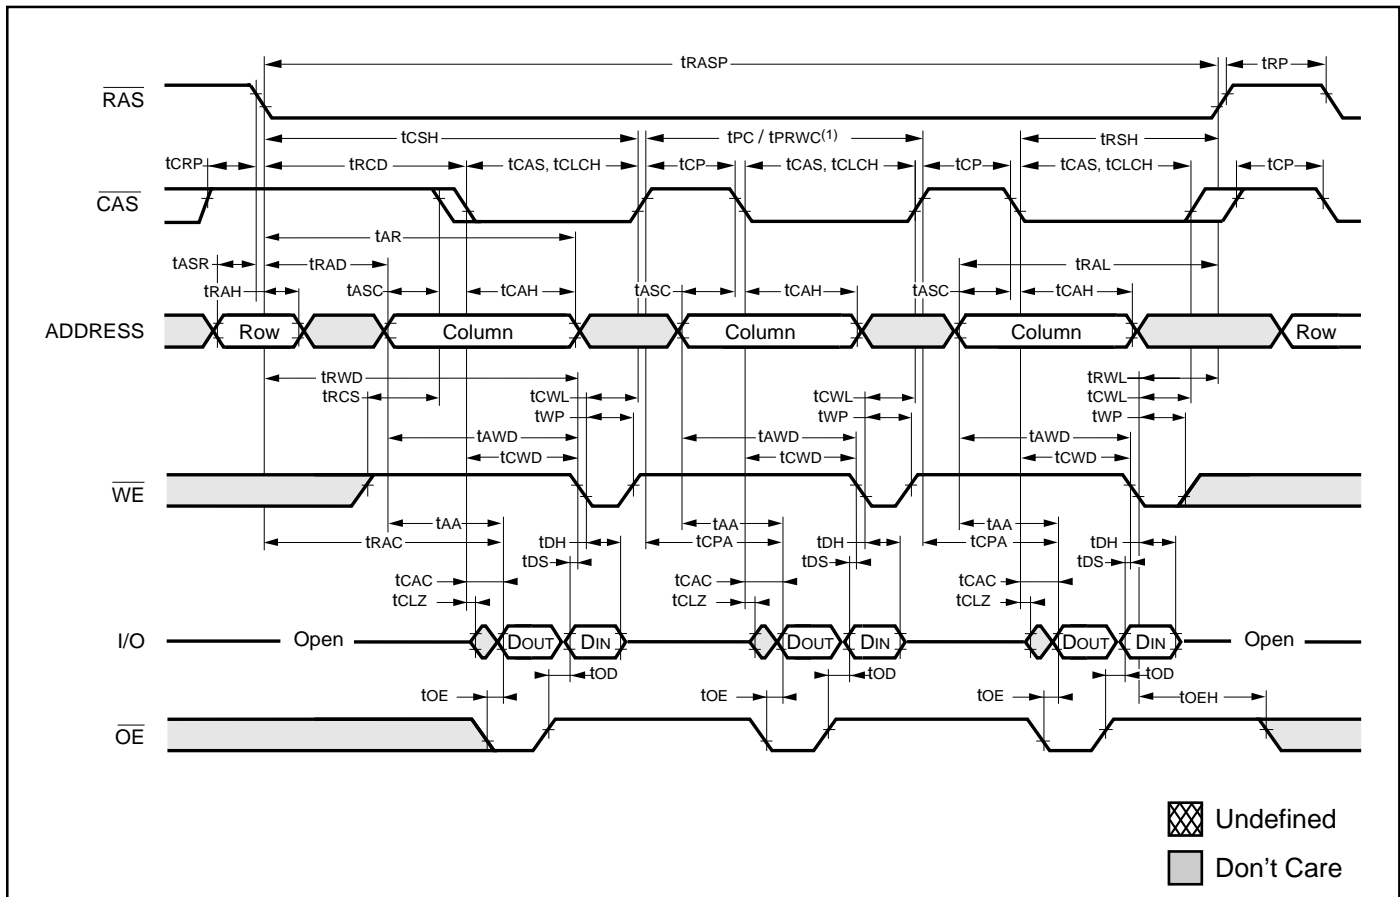 tRASP tRP
RAS
tCSH tPC / tPRWC(1) tRSH
tCRP tRCD tCAS, tCLCH tCP tCAS, tCLCH tCP tCAS, tCLCH tCP
CAS
tAR
tASR tRAD tRAL
tRAH tASC tCAH tASC tCAH tASC tCAH
ADDRESS Row Column Column Column Row
tRWD tRWL
tRCS tCWL tCWL tCWL
tWP tWP tWP
tAWD tAWD tAWD
tCWD tCWD tCWD
WE
tAA tAA tAA
tRAC tDH tCPA tDH tCPA tDH
tDS tDS tDS
tCAC tCAC tCAC
tCLZ tCLZ tCLZ
I/O Open DOUT DIN DOUT DIN DOUT DIN Open
tOD tOD tOD
tOE tOE tOE tOEH
OE
Undefined
Don't Care